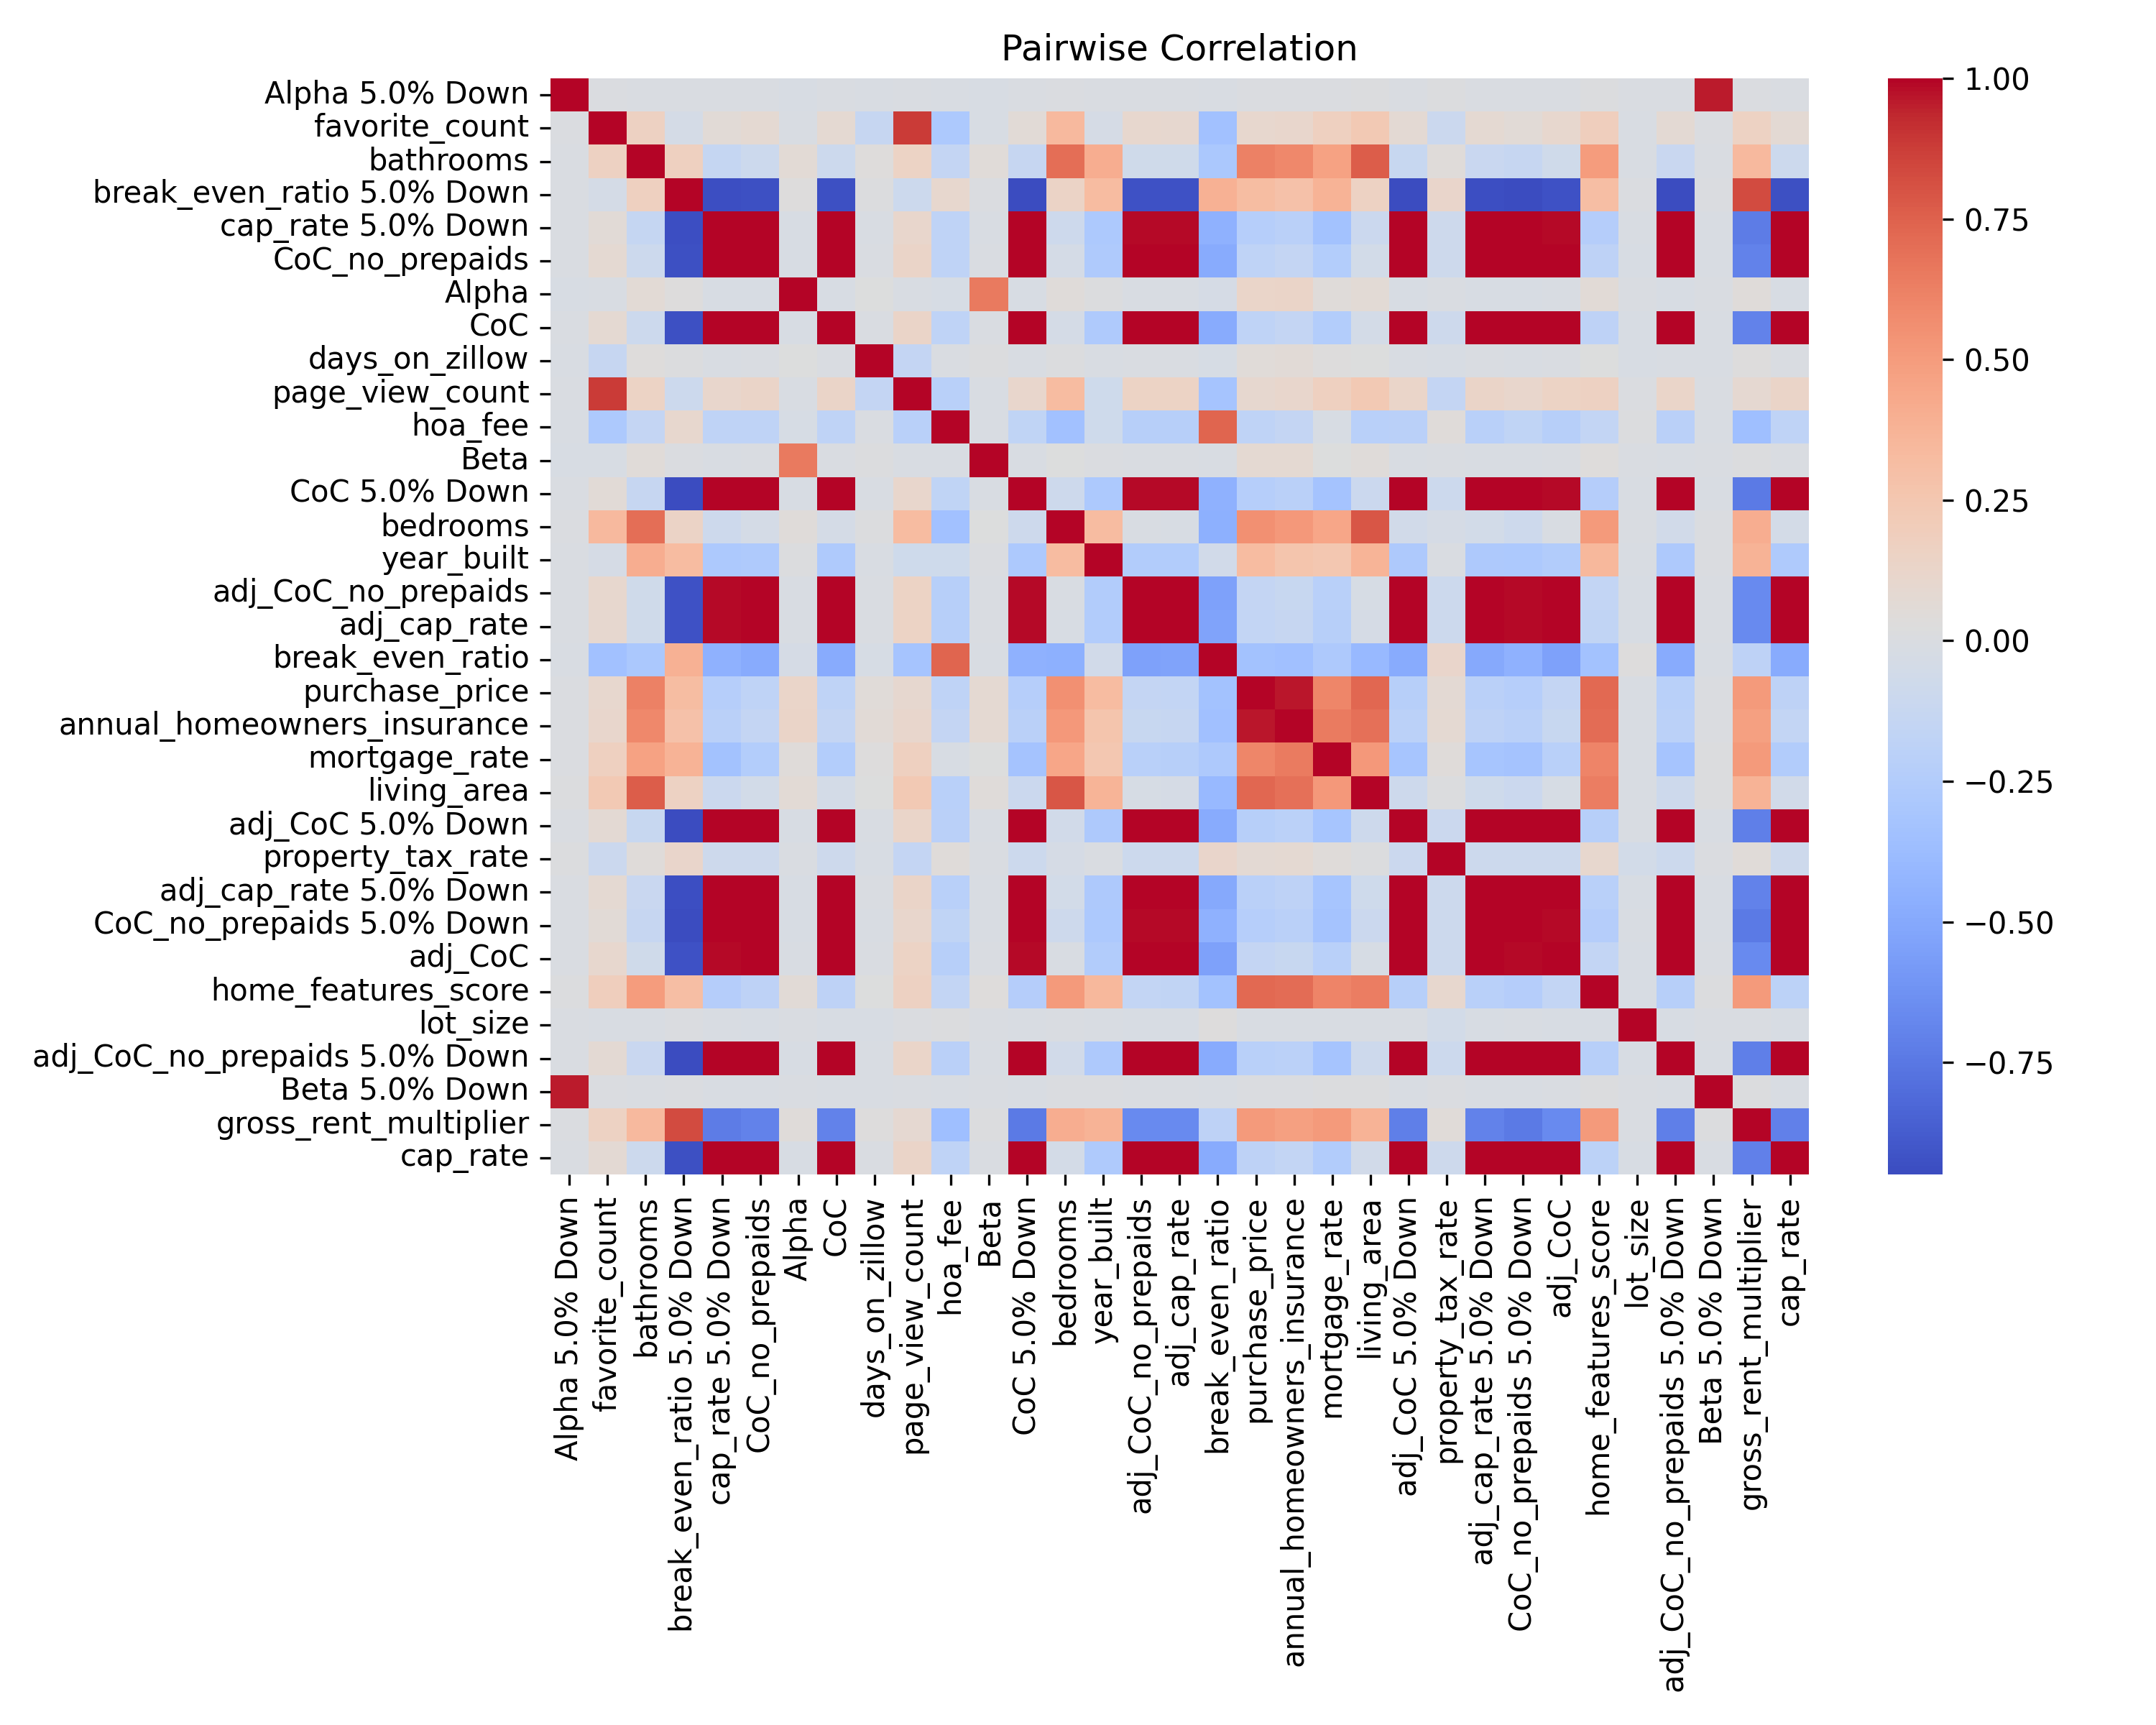 Pairwise Correlation
Alpha 5.0% Down
favorite_count
bathrooms
break_even_ratio 5.0% Down
cap_rate 5.0% Down
CoC_no_prepaids
Alpha
CoC
days_on_zillow
page_view_count
hoa_fee
Beta
CoC 5.0% Down
bedrooms
year_built
adj_CoC_no_prepaids
adj_cap_rate
break_even_ratio
purchase_price
annual_homeowners_insurance
mortgage_rate
living_area
adj_CoC 5.0% Down
property_tax_rate
adj_cap_rate 5.0% Down
CoC_no_prepaids 5.0% Down
adj_CoC
home_features_score
lot_size
adj_CoC_no_prepaids 5.0% Down
Beta 5.0% Down
gross_rent_multiplier
cap_rate
Alpha 5.0% Down
favorite_count
bathrooms
break_even_ratio 5.0% Down
cap_rate 5.0% Down
CoC_no_prepaids
Alpha
CoC
days_on_zillow
page_view_count
hoa_fee
Beta
CoC 5.0% Down
bedrooms
year_built
adj_CoC_no_prepaids
adj_cap_rate
break_even_ratio
purchase_price
annual_homeowners_insurance
mortgage_rate
living_area
adj_CoC 5.0% Down
property_tax_rate
adj_cap_rate 5.0% Down
CoC_no_prepaids 5.0% Down
adj_CoC
home_features_score
lot_size
adj_CoC_no_prepaids 5.0% Down
Beta 5.0% Down
gross_rent_multiplier
cap_rate
1.00
0.75
0.50
0.25
0.00
−0.25
−0.50
−0.75